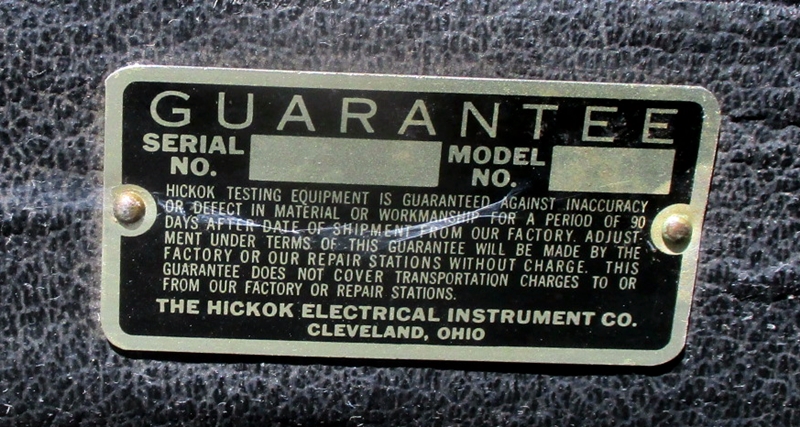 GUARANTEE
SERIAL NO.
MODEL NO.
HICKOK TESTING EQUIPMENT IS GUARANTEED AGAINST INACCURACY
OR DEFECT IN MATERIAL OR WORKMANSHIP FOR A PERIOD OF 90
DAYS AFTER DATE OF SHIPMENT FROM OUR FACTORY. ADJUST-
MENT UNDER TERMS OF THIS GUARANTEE WILL BE MADE BY THE
FACTORY OR OUR REPAIR STATIONS WITHOUT CHARGE. THIS
GUARANTEE DOES NOT COVER TRANSPORTATION CHARGES TO OR
FROM OUR FACTORY OR REPAIR STATIONS.
THE HICKOK ELECTRICAL INSTRUMENT CO.
CLEVELAND, OHIO